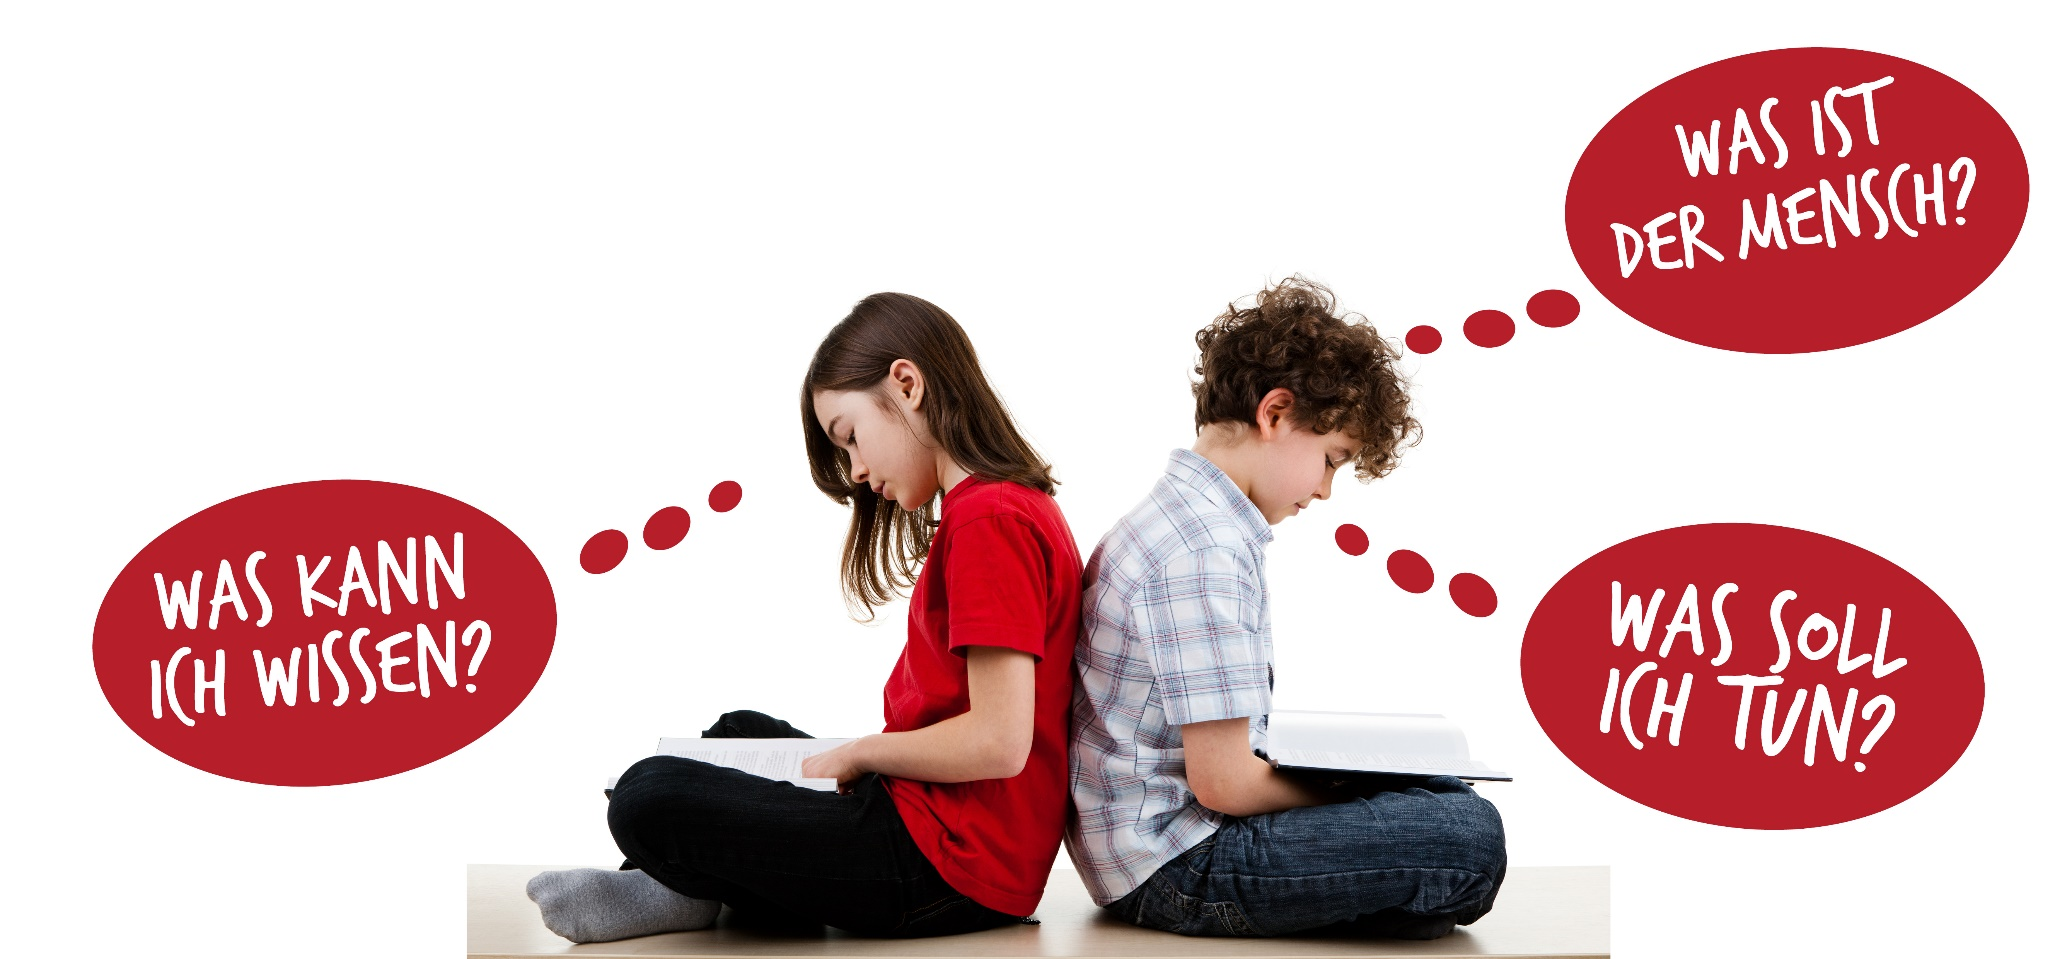 WAS IST
DER MENSCH?
WAS KANN
ICH WISSEN?
WAS SOLL
ICH TUN?